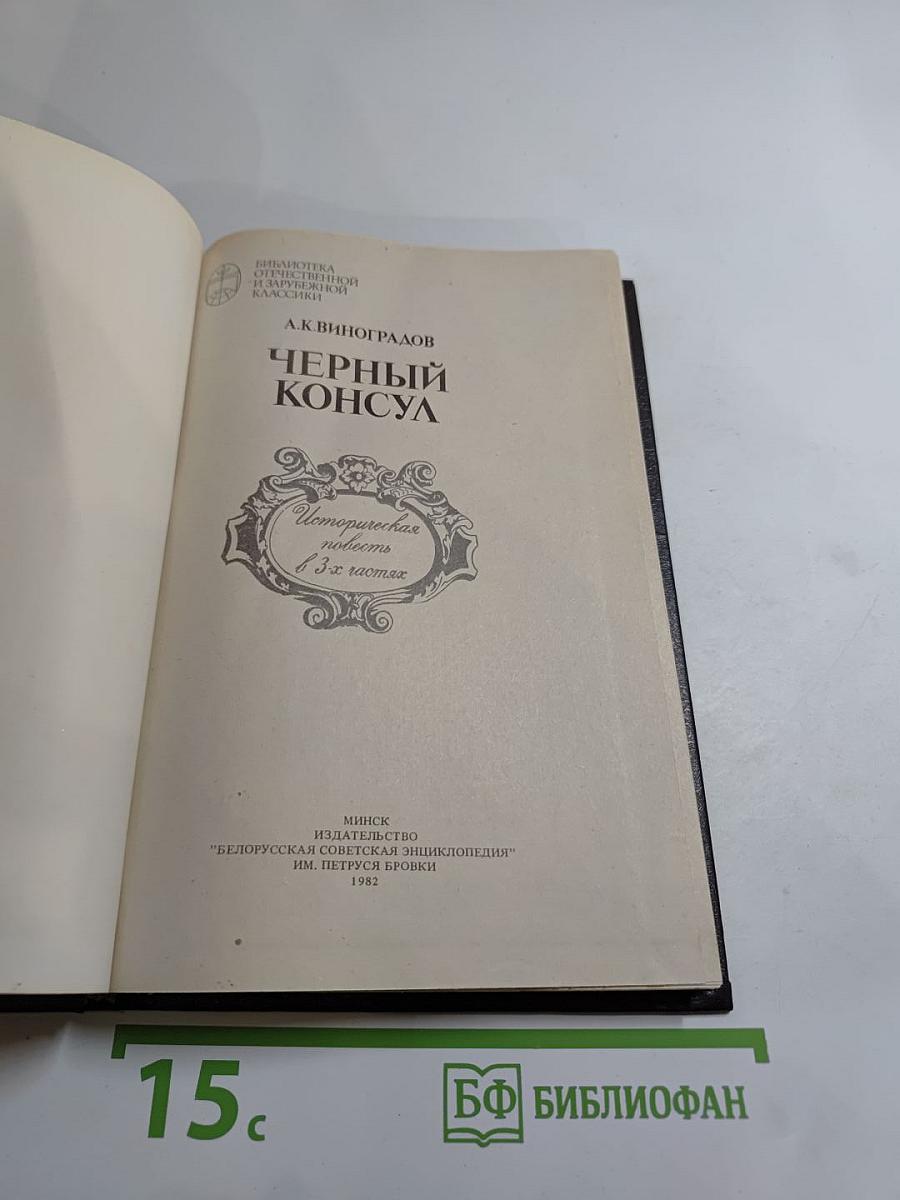 БИБЛИОТЕКА
ОТЕЧЕСТВЕННОЙ
И ЗАРУБЕЖНОЙ
КЛАССИКИ
А.К.ВИНОГРАДОВ
ЧЕРНЫЙ
КОНСУЛ
Историческая
повесть
в 3-х частях
МИНСК
ИЗДАТЕЛЬСТВО
"БЕЛОРУССКАЯ СОВЕТСКАЯ ЭНЦИКЛОПЕДИЯ"
ИМ. ПЕТРУСЯ БРОВКИ
1982
15 с
БФ БИБЛИОФАН